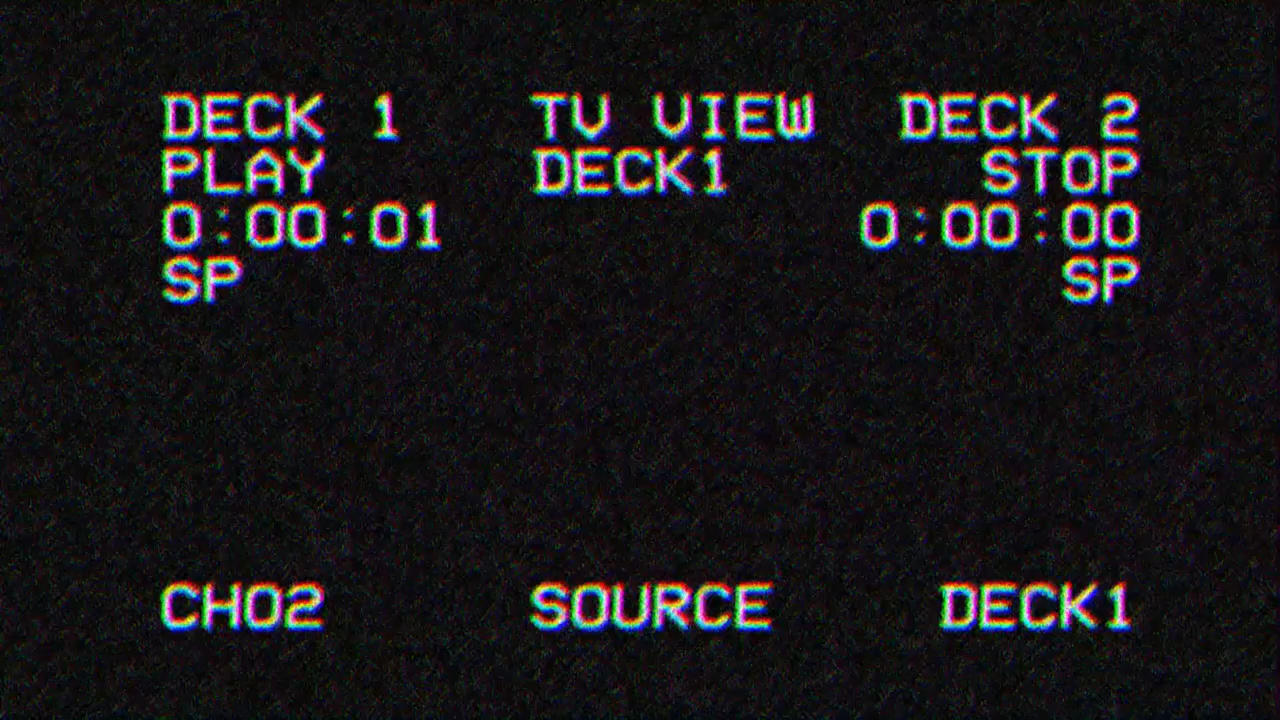 DECK 1 TV VIEW DECK 2
PLAY DECK1 STOP
0:00:01 0:00:00
SP SP
CH02 SOURCE DECK1